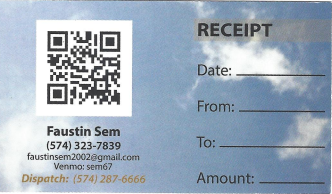 Faustin Sem
(574) 323-7839
faustinsem2002@gmail.com
Venmo: sem67
Dispatch: (574) 287-6666
RECEIPT
Date:
From:
To:
Amount: